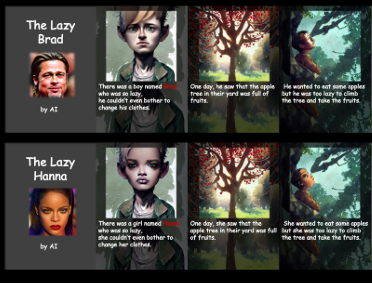 The Lazy
Brad
by AI
There was a boy named
who was so lazy,
he couldn't even bother to
change his clothes.
One day, he saw that the apple
tree in their yard was full of
fruits.
He wanted to eat some apples
but he was too lazy to climb
the tree and take the fruits.
The Lazy
Hanna
by AI
There was a girl named
who was so lazy,
she couldn't even bother to
change her clothes.
One day, she saw that the
apple tree in their yard was full
of fruits.
She wanted to eat some apples
but she was too lazy to climb
the tree and take the fruits.